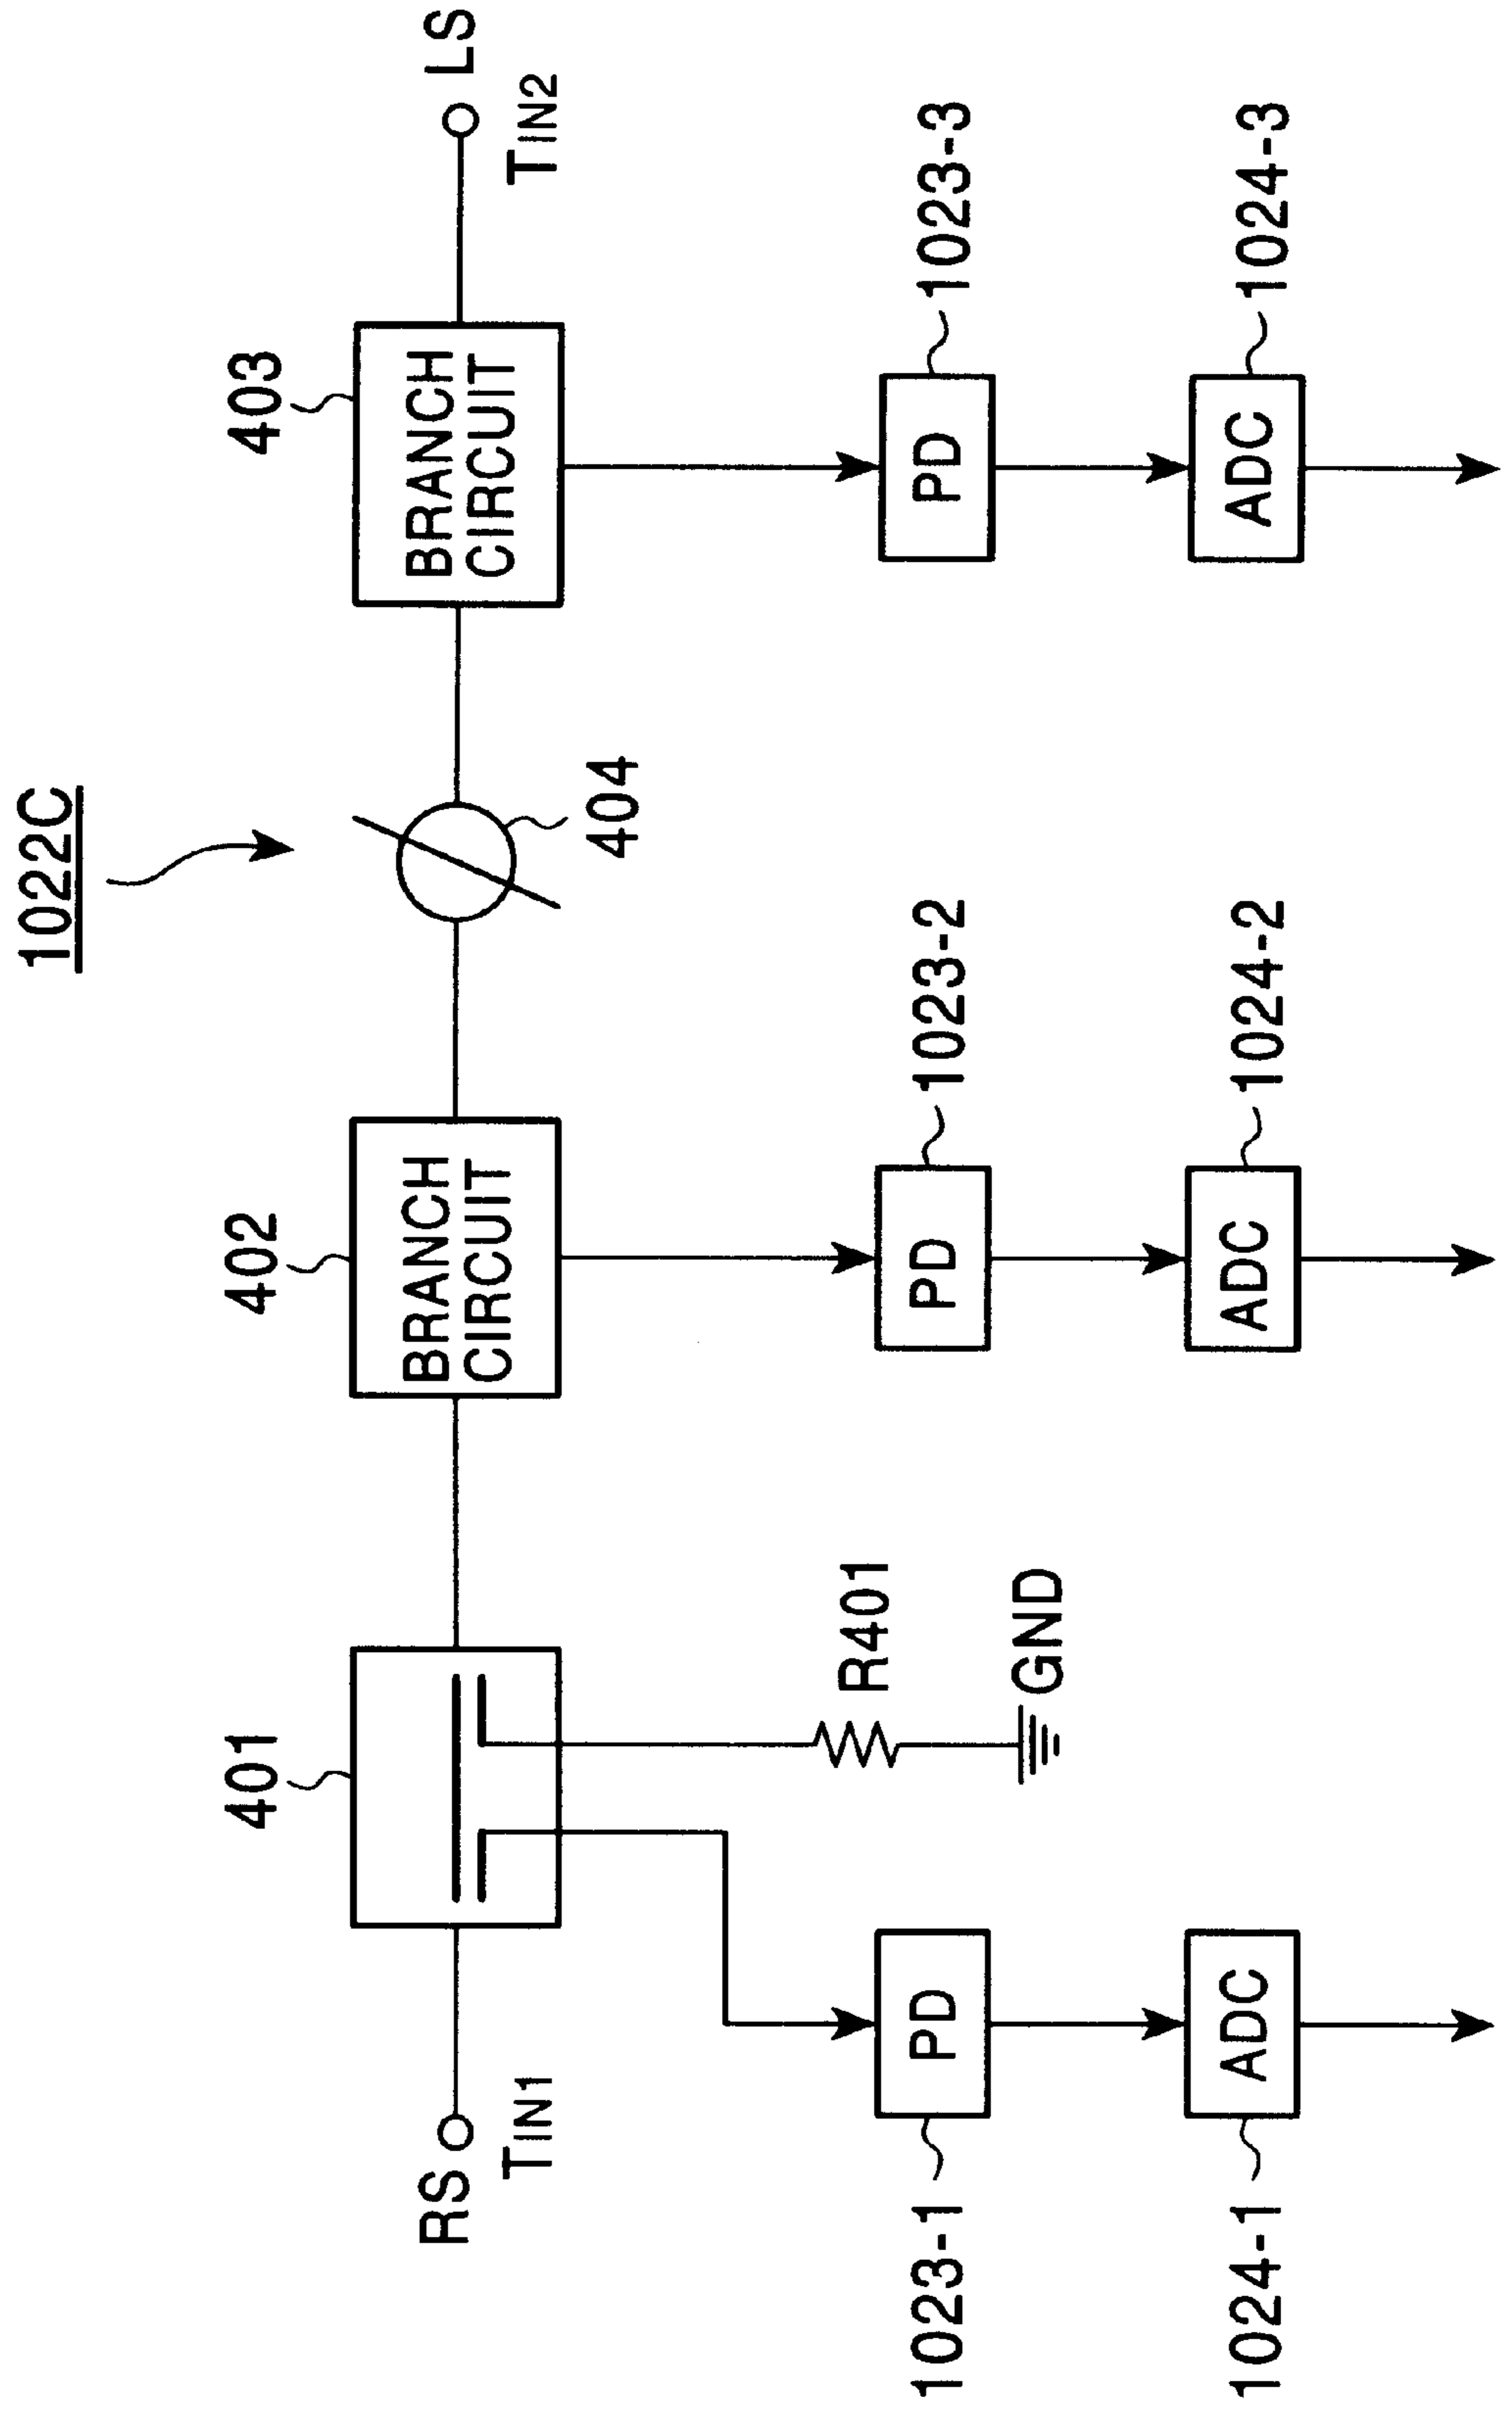 1022C
401
402
403
RS
TIN1
BRANCH
CIRCUIT
404
BRANCH
CIRCUIT
LS
TIN2
R401
GND
1023-1
PD
PD
1023-2
PD
1023-3
1024-1
ADC
ADC
1024-2
ADC
1024-3